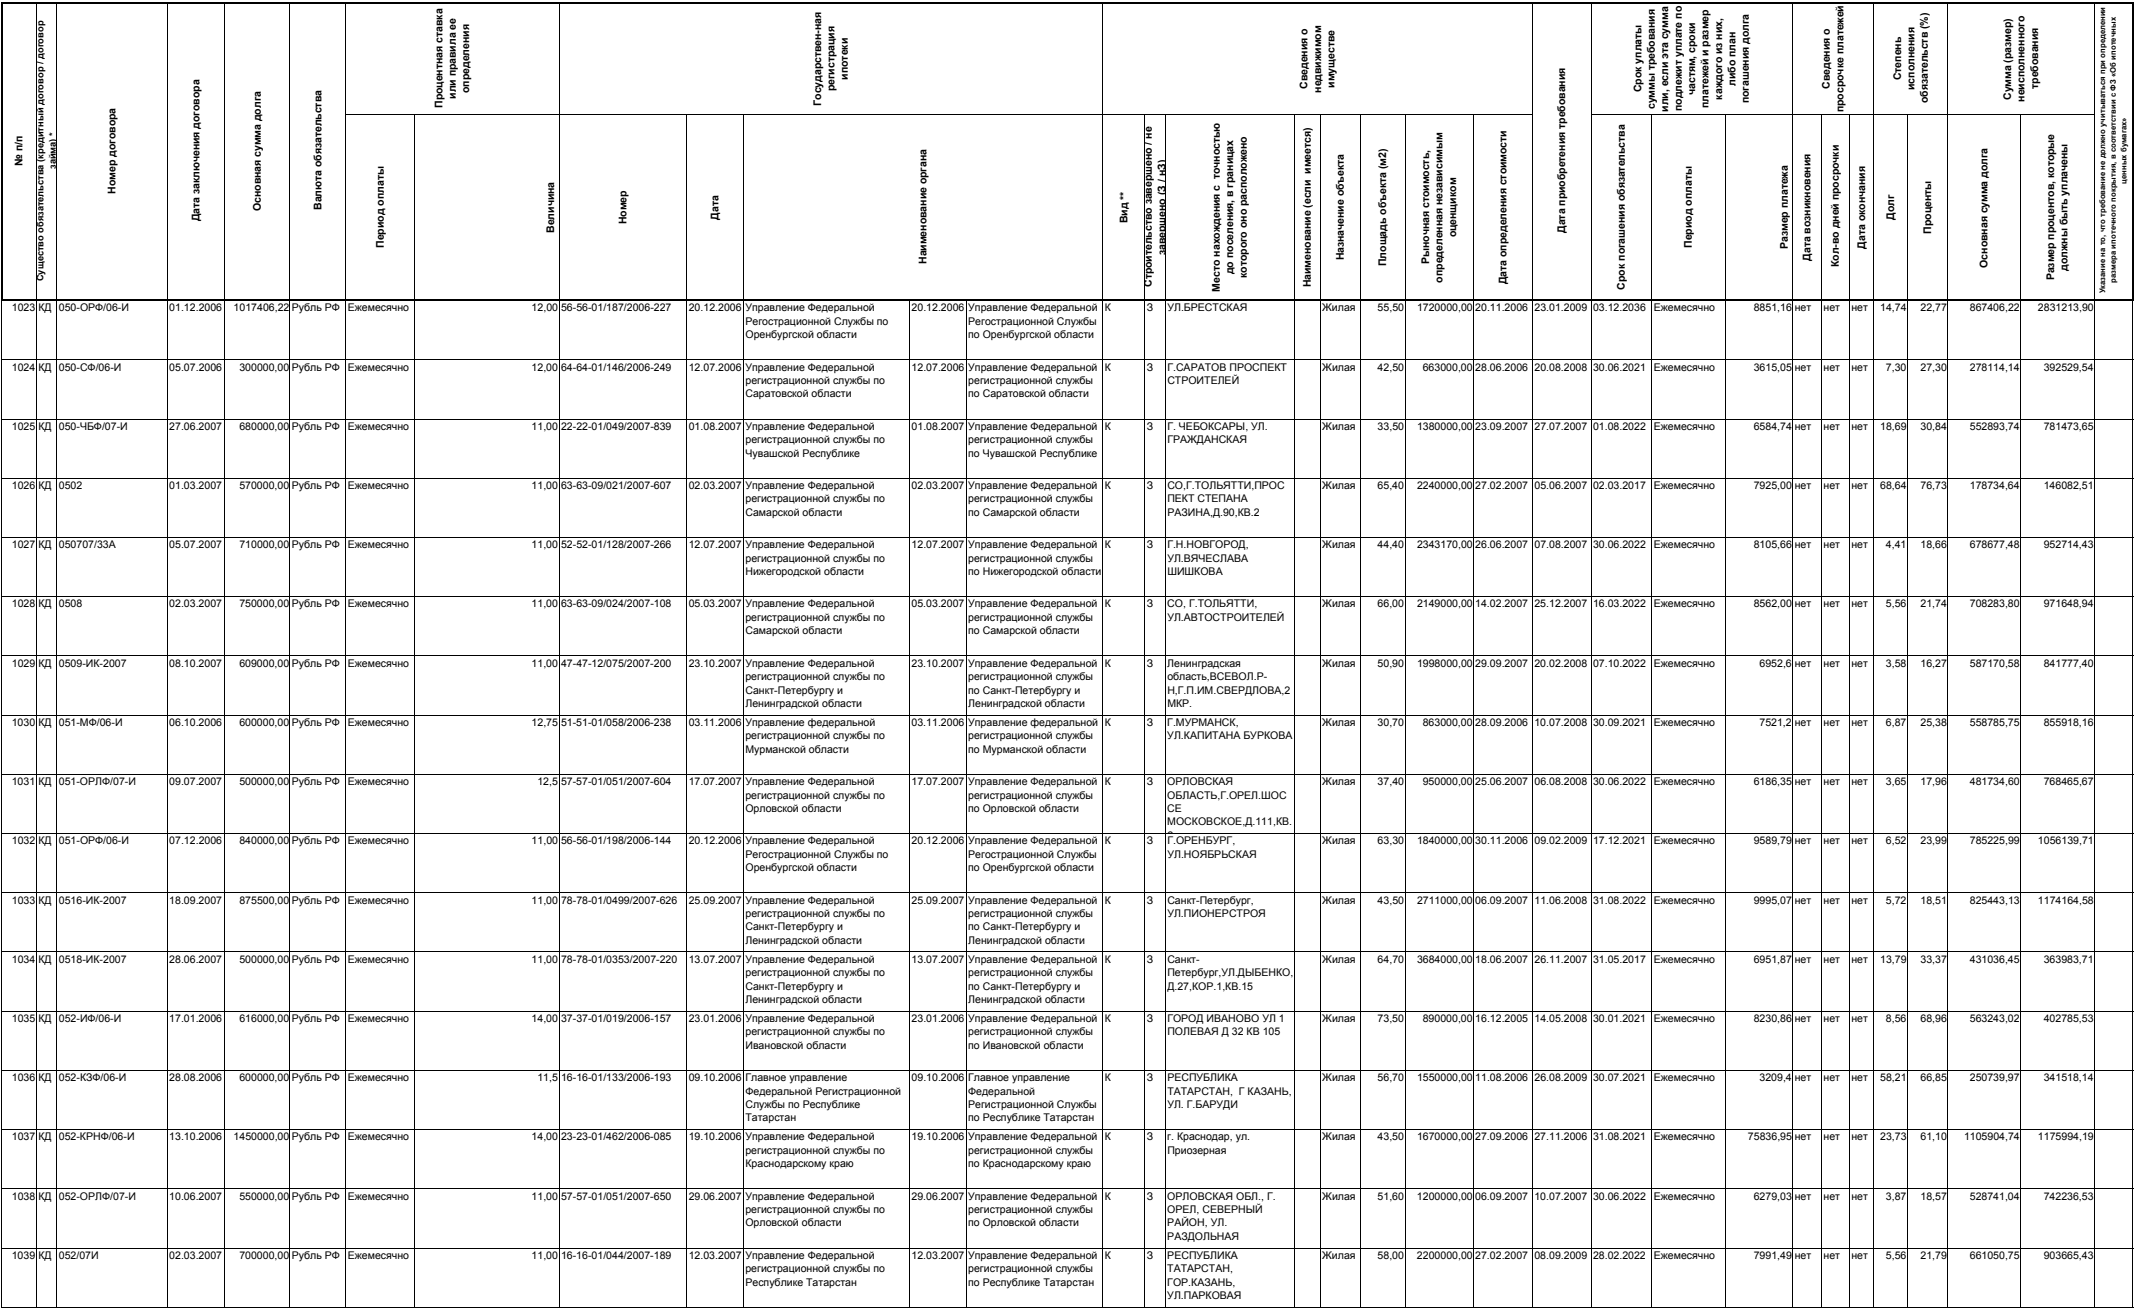 № п/п
Существо обязательства (кредитный договор / договор займа) *
Номер договора
Дата заключения договора
Основная сумма долга
Валюта обязательства
Процентная ставка или правила ее определения
Период оплаты
Величина
Государствен-ная регистрация ипотеки
Номер
Дата
Наименование органа
Сведения о недвижимом имуществе
Вид **
Строительство завершено / не завершено (З / нЗ)
Место нахождения с точностью до поселения, в границах которого оно расположено
Наименование (если имеется)
Назначение объекта
Площадь объекта (м2)
Рыночная стоимость, определенная независимым оценщиком
Дата определения стоимости
Дата приобретения требования
Срок уплаты суммы требования или, если эта сумма подлежит уплате по частям, сроки платежей и размер каждого из них, либо план погашения долга
Срок погашения обязательства
Период оплаты
Размер платежа
Сведения о просрочке платежей
Дата возникновения
Кол-во дней просрочки
Дата окончания
Степень исполнения обязательств (%)
Долг
Проценты
Сумма (размер) неисполненного требования
Основная сумма долга
Размер процентов, которые должны быть уплачены
Указание на то, что требование не должно учитываться при определении размера ипотечного покрытия, в соответствии с ФЗ «Об ипотечных ценных бумагах»
1023 КД 050-ОРФ/06-И 01.12.2006 1017406,22 Рубль РФ Ежемесячно 12,00 56-56-01/187/2006-227 20.12.2006 Управление Федеральной Регострационной Службы по Оренбургской области 20.12.2006 Управление Федеральной Регострационной Службы по Оренбургской области К З УЛ.БРЕСТСКАЯ Жилая 55,50 1720000,00 20.11.2006 23.01.2009 03.12.2036 Ежемесячно 8851,16 нет нет нет 14,74 22,77 867406,22 2831213,90
1024 КД 050-СФ/06-И 05.07.2006 300000,00 Рубль РФ Ежемесячно 12,00 64-64-01/146/2006-249 12.07.2006 Управление Федеральной регистрационной службы по Саратовской области 12.07.2006 Управление Федеральной регистрационной службы по Саратовской области К З Г.САРАТОВ ПРОСПЕКТ СТРОИТЕЛЕЙ Жилая 42,50 663000,00 28.06.2006 20.08.2008 30.06.2021 Ежемесячно 3615,05 нет нет нет 7,30 27,30 278114,14 392529,54
1025 КД 050-ЧБФ/07-И 27.06.2007 680000,00 Рубль РФ Ежемесячно 11,00 22-22-01/049/2007-839 01.08.2007 Управление Федеральной регистрационной службы по Чувашской Республике 01.08.2007 Управление Федеральной регистрационной службы по Чувашской Республике К З Г. ЧЕБОКСАРЫ, УЛ. ГРАЖДАНСКАЯ Жилая 33,50 1380000,00 23.09.2007 27.07.2007 01.08.2022 Ежемесячно 6584,74 нет нет нет 18,69 30,84 552893,74 781473,65
1026 КД 0502 01.03.2007 570000,00 Рубль РФ Ежемесячно 11,00 63-63-09/021/2007-607 02.03.2007 Управление Федеральной регистрационной службы по Самарской области 02.03.2007 Управление Федеральной регистрационной службы по Самарской области К З СО,Г.ТОЛЬЯТТИ,ПРОСПЕКТ СТЕПАНА РАЗИНА,Д.90,КВ.2 Жилая 65,40 2240000,00 27.02.2007 05.06.2007 02.03.2017 Ежемесячно 7925,00 нет нет нет 68,64 76,73 178734,64 146082,51
1027 КД 050707/33А 05.07.2007 710000,00 Рубль РФ Ежемесячно 11,00 52-52-01/128/2007-266 12.07.2007 Управление Федеральной регистрационной службы по Нижегородской области 12.07.2007 Управление Федеральной регистрационной службы по Нижегородской области К З Г.Н.НОВГОРОД, УЛ.ВЯЧЕСЛАВА ШИШКОВА Жилая 44,40 2343170,00 26.06.2007 07.08.2007 30.06.2022 Ежемесячно 8105,66 нет нет нет 4,41 18,66 678677,48 952714,43
1028 КД 0508 02.03.2007 750000,00 Рубль РФ Ежемесячно 11,00 63-63-09/024/2007-108 05.03.2007 Управление Федеральной регистрационной службы по Самарской области 05.03.2007 Управление Федеральной регистрационной службы по Самарской области К З СО, Г.ТОЛЬЯТТИ, УЛ.АВТОСТРОИТЕЛЕЙ Жилая 66,00 2149000,00 14.02.2007 25.12.2007 16.03.2022 Ежемесячно 8562,00 нет нет нет 5,56 21,74 708283,80 971648,94
1029 КД 0509-ИК-2007 08.10.2007 609000,00 Рубль РФ Ежемесячно 11,00 47-47-12/075/2007-200 23.10.2007 Управление Федеральной регистрационной службы по Санкт-Петербургу и Ленинградской области 23.10.2007 Управление Федеральной регистрационной службы по Санкт-Петербургу и Ленинградской области К З Ленинградская область,ВСЕВОЛ.Р-Н,Г.П.ИМ.СВЕРДЛОВА,2 МКР. Жилая 50,90 1998000,00 29.09.2007 20.02.2008 07.10.2022 Ежемесячно 6952,6 нет нет нет 3,58 16,27 587170,58 841777,40
1030 КД 051-МФ/06-И 06.10.2006 600000,00 Рубль РФ Ежемесячно 12,75 51-51-01/058/2006-238 03.11.2006 Управление федеральной регистрационной службы по Мурманской области 03.11.2006 Управление федеральной регистрационной службы по Мурманской области К З Г.МУРМАНСК, УЛ.КАПИТАНА БУРКОВА Жилая 30,70 863000,00 28.09.2006 10.07.2008 30.09.2021 Ежемесячно 7521,2 нет нет нет 6,87 25,38 558785,75 855918,16
1031 КД 051-ОРЛФ/07-И 09.07.2007 500000,00 Рубль РФ Ежемесячно 12,5 57-57-01/051/2007-604 17.07.2007 Управление Федеральной регистрационной службы по Орловской области 17.07.2007 Управление Федеральной регистрационной службы по Орловской области К З ОРЛОВСКАЯ ОБЛАСТЬ,Г.ОРЕЛ.ШОССЕ МОСКОВСКОЕ,Д.111,КВ. Жилая 37,40 950000,00 25.06.2007 06.08.2008 30.06.2022 Ежемесячно 6186,35 нет нет нет 3,65 17,96 481734,60 768465,67
1032 КД 051-ОРФ/06-И 07.12.2006 840000,00 Рубль РФ Ежемесячно 11,00 56-56-01/198/2006-144 20.12.2006 Управление Федеральной Регострационной Службы по Оренбургской области 20.12.2006 Управление Федеральной Регострационной Службы по Оренбургской области К З Г.ОРЕНБУРГ, УЛ.НОЯБРЬСКАЯ Жилая 63,30 1840000,00 30.11.2006 09.02.2009 17.12.2021 Ежемесячно 9589,79 нет нет нет 6,52 23,99 785225,99 1056139,71
1033 КД 0516-ИК-2007 18.09.2007 875500,00 Рубль РФ Ежемесячно 11,00 78-78-01/0499/2007-626 25.09.2007 Управление Федеральной регистрационной службы по Санкт-Петербургу и Ленинградской области 25.09.2007 Управление Федеральной регистрационной службы по Санкт-Петербургу и Ленинградской области К З Санкт-Петербург, УЛ.ПИОНЕРСТРОЯ Жилая 43,50 2711000,00 06.09.2007 11.06.2008 31.08.2022 Ежемесячно 9995,07 нет нет нет 5,72 18,51 825443,13 1174164,58
1034 КД 0518-ИК-2007 28.06.2007 500000,00 Рубль РФ Ежемесячно 11,00 78-78-01/0353/2007-220 13.07.2007 Управление Федеральной регистрационной службы по Санкт-Петербургу и Ленинградской области 13.07.2007 Управление Федеральной регистрационной службы по Санкт-Петербургу и Ленинградской области К З Санкт-Петербург,УЛ.ДЫБЕНКО,Д.27,КОР.1,КВ.15 Жилая 64,70 3684000,00 18.06.2007 26.11.2007 31.05.2017 Ежемесячно 6951,87 нет нет нет 13,79 33,37 431036,45 363983,71
1035 КД 052-ИФ/06-И 17.01.2006 616000,00 Рубль РФ Ежемесячно 14,00 37-37-01/019/2006-157 23.01.2006 Управление Федеральной регистрационной службы по Ивановской области 23.01.2006 Управление Федеральной регистрационной службы по Ивановской области К З ГОРОД ИВАНОВО УЛ 1 ПОЛЕВАЯ Д 32 КВ 105 Жилая 73,50 890000,00 16.12.2005 14.05.2008 30.01.2021 Ежемесячно 8230,86 нет нет нет 8,56 68,96 563243,02 402785,53
1036 КД 052-КЗФ/06-И 28.08.2006 600000,00 Рубль РФ Ежемесячно 11,5 16-16-01/133/2006-193 09.10.2006 Главное управление Федеральной Регистрационной Службы по Республике Татарстан 09.10.2006 Главное управление Федеральной Регистрационной Службы по Республике Татарстан К З РЕСПУБЛИКА ТАТАРСТАН, Г КАЗАНЬ, УЛ. Г.БАРУДИ Жилая 56,70 1550000,00 11.08.2006 26.08.2009 30.07.2021 Ежемесячно 3209,4 нет нет нет 58,21 66,85 250739,97 341518,14
1037 КД 052-КРНФ/06-И 13.10.2006 1450000,00 Рубль РФ Ежемесячно 14,00 23-23-01/462/2006-085 19.10.2006 Управление Федеральной регистрационной службы по Краснодарскому краю 19.10.2006 Управление Федеральной регистрационной службы по Краснодарскому краю К З г. Краснодар, ул. Приозерная Жилая 43,50 1670000,00 27.09.2006 27.11.2006 31.08.2021 Ежемесячно 75836,95 нет нет нет 23,73 61,10 1105904,74 1175994,19
1038 КД 052-ОРЛФ/07-И 10.06.2007 550000,00 Рубль РФ Ежемесячно 11,00 57-57-01/051/2007-650 29.06.2007 Управление Федеральной регистрационной службы по Орловской области 29.06.2007 Управление Федеральной регистрационной службы по Орловской области К З ОРЛОВСКАЯ ОБЛ., Г. ОРЕЛ, СЕВЕРНЫЙ РАЙОН, УЛ. РАЗДОЛЬНАЯ Жилая 51,60 1200000,00 06.09.2007 10.07.2007 30.06.2022 Ежемесячно 6279,03 нет нет нет 3,87 18,57 528741,04 742236,53
1039 КД 052/07И 02.03.2007 700000,00 Рубль РФ Ежемесячно 11,00 16-16-01/044/2007-189 12.03.2007 Управление Федеральной регистрационной службы по Республике Татарстан 12.03.2007 Управление Федеральной регистрационной службы по Республике Татарстан К З РЕСПУБЛИКА ТАТАРСТАН, ГОР.КАЗАНЬ, УЛ.ПАРКОВАЯ Жилая 58,00 2200000,00 27.02.2007 08.09.2009 28.02.2022 Ежемесячно 7991,49 нет нет нет 5,56 21,79 661050,75 903665,43